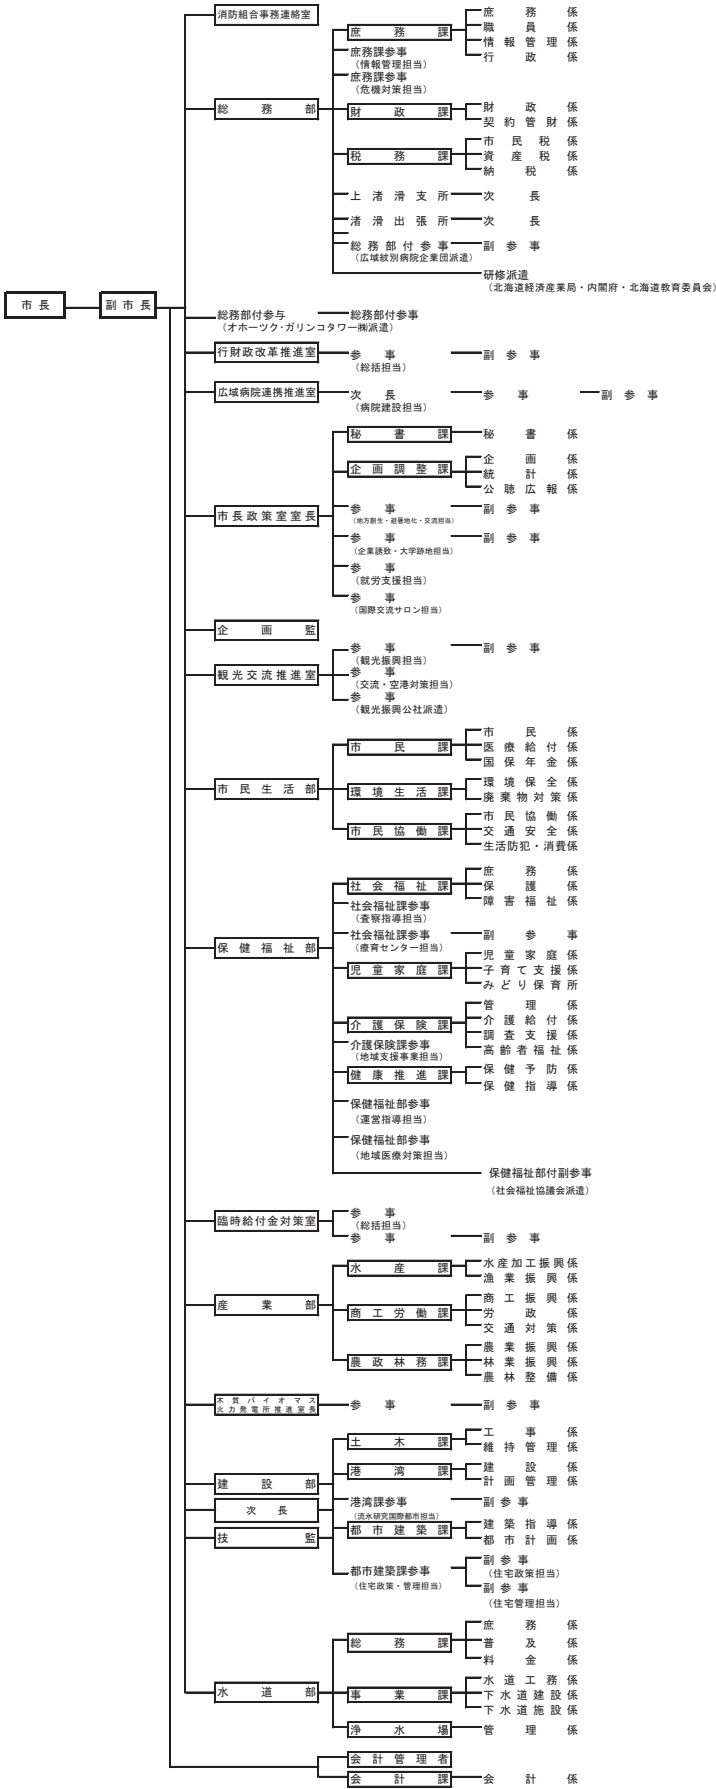 消防組合事務連絡室
庶務課
庶務係
職員係
情報管理係
行政係
庶務課参事
（情報管理担当）
庶務課参事
（危機対策担当）
総務部
財政課
財政係
契約管財係
税務課
市民税係
資産税係
納税係
上渚滑支所 次長
渚滑出張所 次長
総務部付参事 副参事
（広域紋別病院企業団派遣）
研修派遣
（北海道経済産業局・内閣府・北海道教育委員会）
市長 副市長
総務部付参与 総務部付参事
（オホーツク・ガリンコタワー㈱派遣）
行財政改革推進室 参事 副参事
（総括担当）
広域病院連携推進室 次長 参事 副参事
（病院建設担当）
秘書課 秘書係
企画調整課
企画係
統計係
公聴広報係
市長政策室室長
参事 副参事
（地方創生・避暑地化・交流担当）
参事 副参事
（企業誘致・大学跡地担当）
参事
（就労支援担当）
参事
（国際交流サロン担当）
企画監
観光交流推進室
参事 副参事
（観光振興担当）
参事
（交流・空港対策担当）
参事
（観光振興公社派遣）
市民生活部
市民課
市民係
医療給付係
国保年金係
環境生活課
環境保全係
廃棄物対策係
市民協働課
市民協働係
交通安全係
生活防犯・消費係
保健福祉部
社会福祉課
庶務係
保護係
障害福祉係
社会福祉課参事
（査察指導担当）
社会福祉課参事 副参事
（療育センター担当）
児童家庭課
児童家庭係
子育て支援係
みどり保育所
介護保険課
管理係
介護給付係
調査支援係
高齢者福祉係
介護保険課参事
（地域支援事業担当）
健康推進課
保健予防係
保健指導係
保健福祉部参事
（運営指導担当）
保健福祉部参事
（地域医療対策担当）
保健福祉部付副参事
（社会福祉協議会派遣）
臨時給付金対策室
参事
（総括担当）
参事 副参事
産業部
水産課
水産加工振興係
漁業振興係
商工労働課
商工振興係
労政係
交通対策係
農政林務課
農業振興係
林業振興係
農林整備係
木質バイオマス
火力発電所推進室長
参事 副参事
建設部
次長
技監
土木課
工事係
維持管理係
港湾課
建設係
計画管理係
港湾課参事 副参事
（流氷研究国際都市担当）
都市建築課
建築指導係
都市計画係
都市建築課参事
（住宅政策・管理担当）
副参事
（住宅政策担当）
副参事
（住宅管理担当）
水道部
総務課
庶務係
普及係
料金係
事業課
水道工務係
下水道建設係
下水道施設係
浄水場 管理係
会計管理者
会計課 会計係